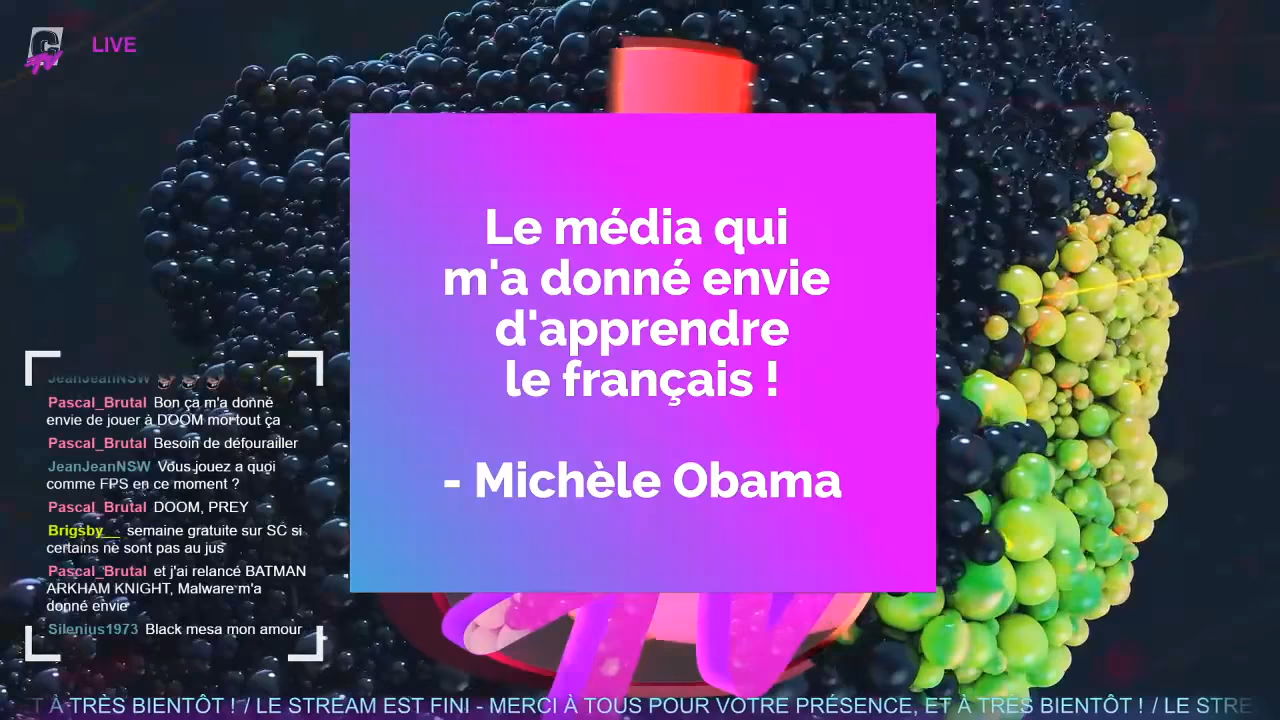 LIVE
Le média qui
m'a donné envie
d'apprendre
le français !
- Michèle Obama
JeanJeanNSW
Pascal_Brutal Bon ça m'a donné
envie de jouer à DOOM mortout ça
Pascal_Brutal Besoin de défourailler
JeanJeanNSW Vous jouez a quoi
comme FPS en ce moment ?
Pascal_Brutal DOOM, PREY
Brigsby__ semaine gratuite sur SC si
certains ne sont pas au jus
Pascal_Brutal et j'ai relancé BATMAN
ARKHAM KNIGHT, Malware m'a
donné envie
Silenius1973 Black mesa mon amour
ET À TRÈS BIENTÔT ! / LE STREAM EST FINI - MERCI À TOUS POUR VOTRE PRÉSENCE, ET À TRÈS BIENTÔT ! / LE STRE